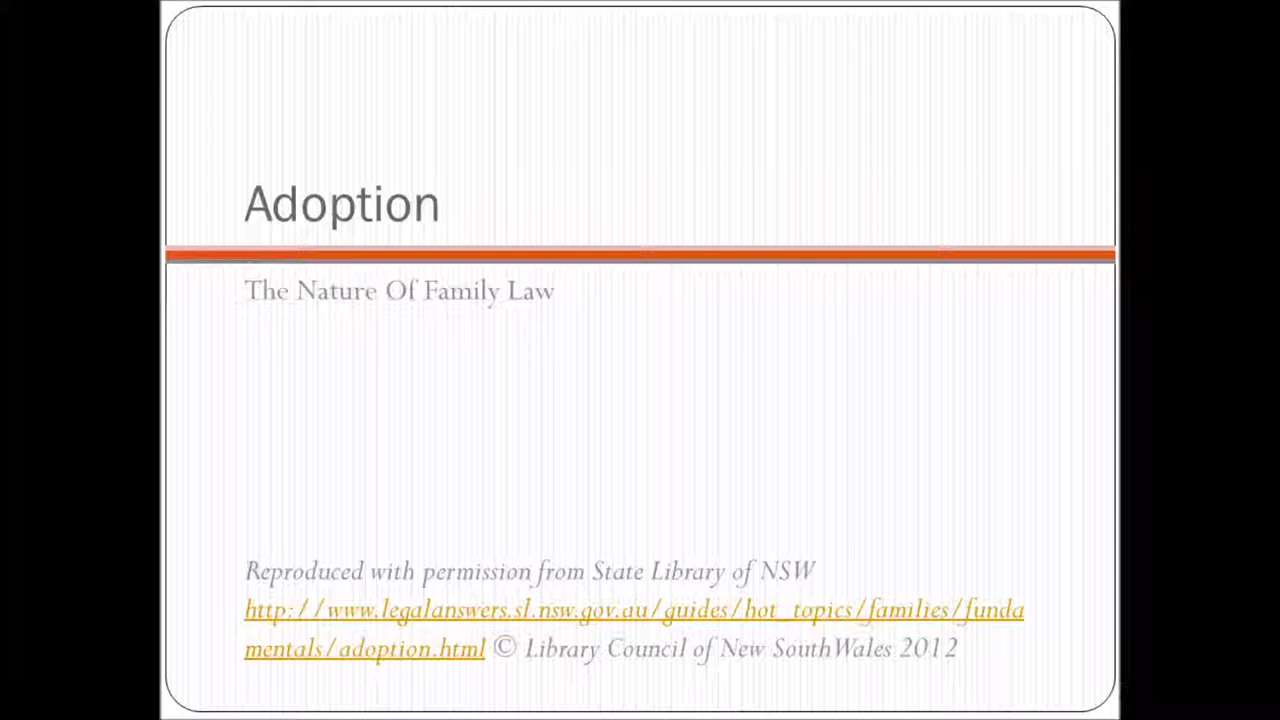 Adoption
The Nature Of Family Law
Reproduced with permission from State Library of NSW
http://www.legalanswers.sl.nsw.gov.au/guides/hot_topics/families/funda
mentals/adoption.html © Library Council of New South Wales 2012